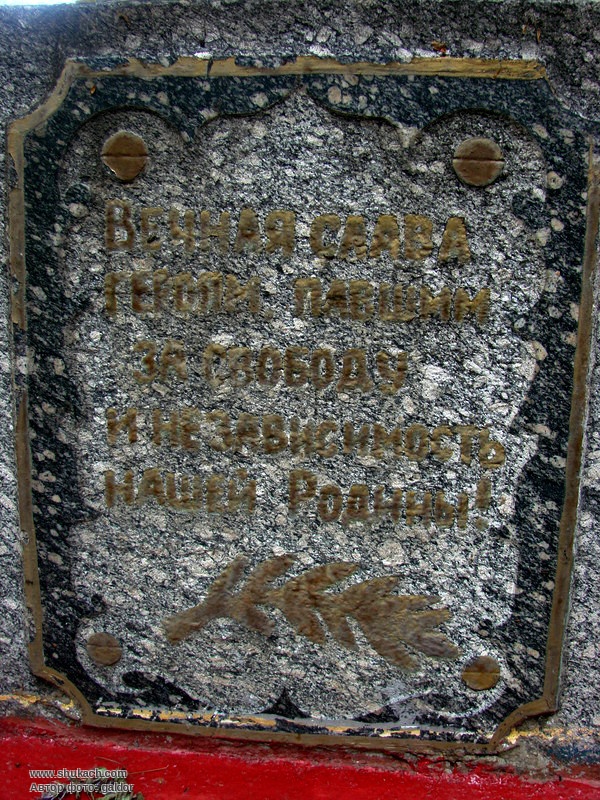 Вечная слава
героям, павшим
за свободу
и независимость
нашей Родины!
www.shukach.com
Автор фото: galdor